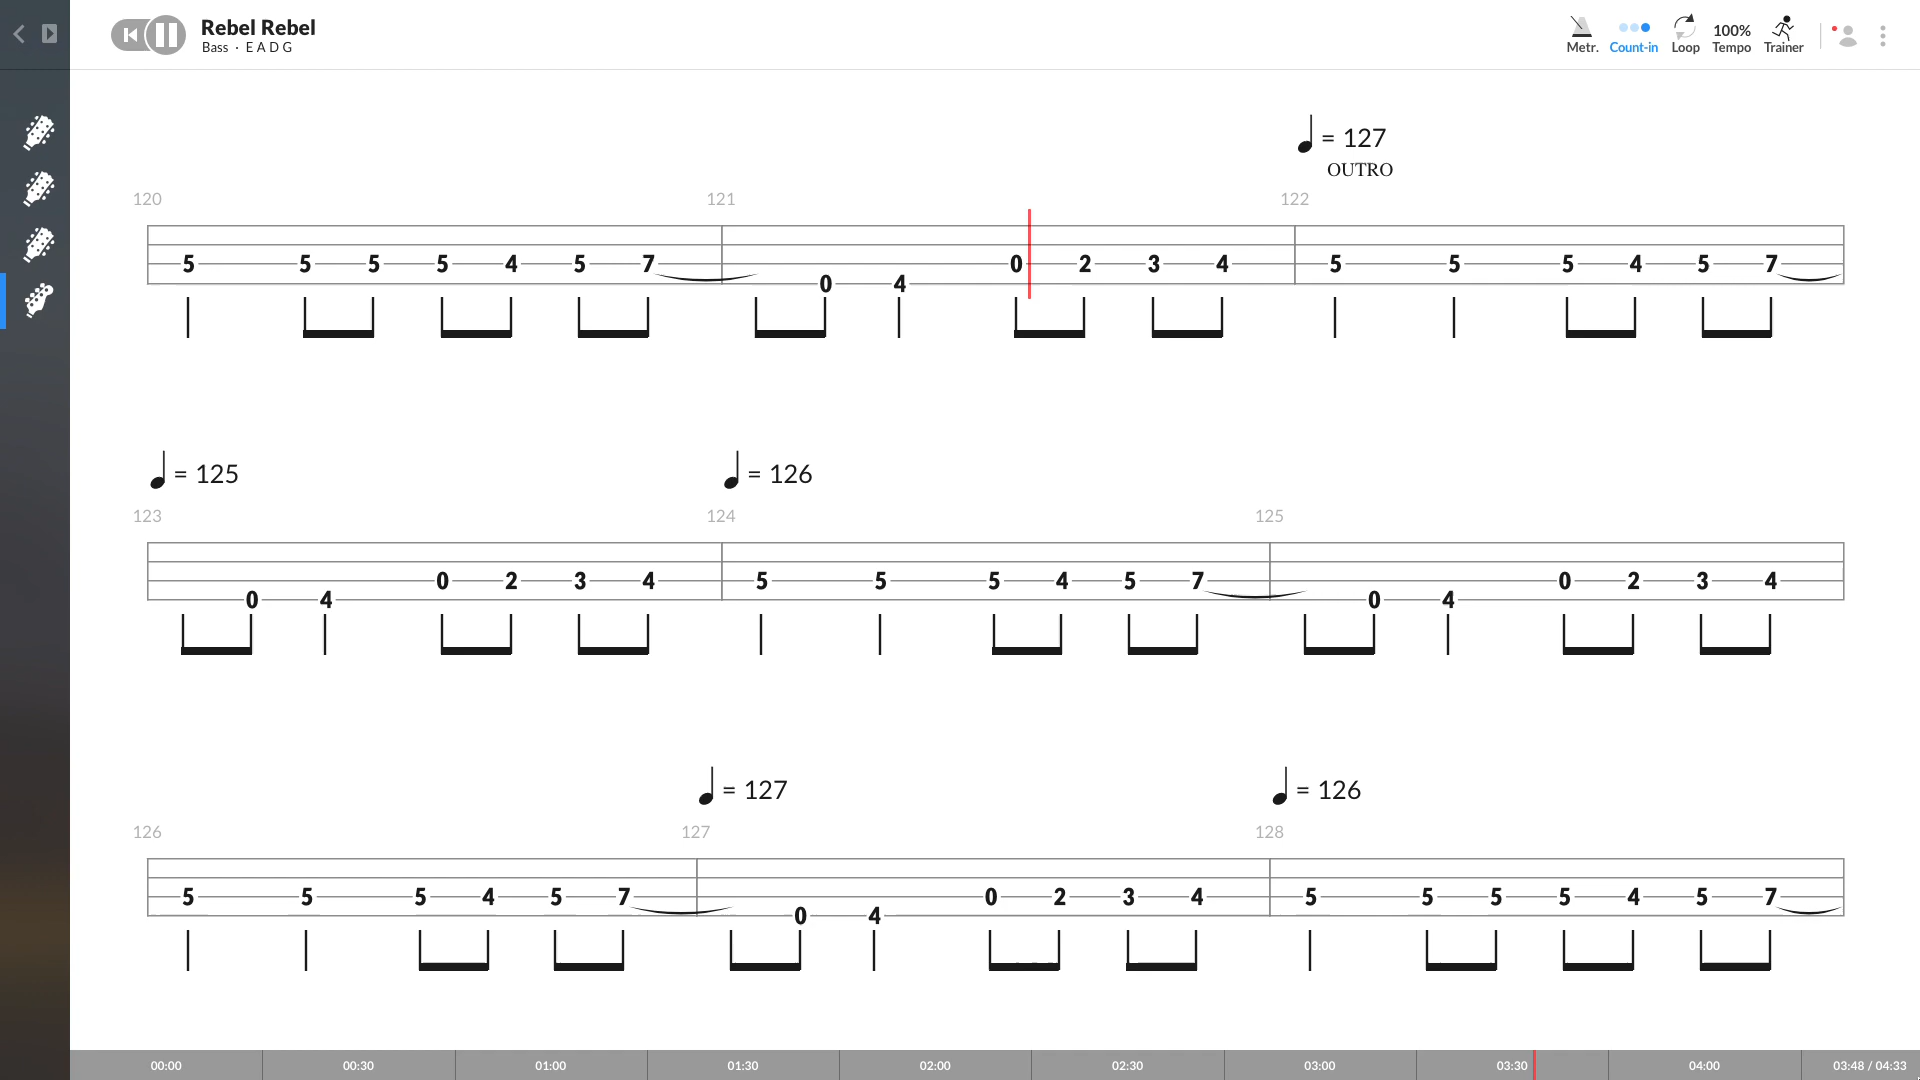 Rebel Rebel
Bass · E A D G
Metr.
Count-in
Loop
100%
Tempo
Trainer
= 127
OUTRO
120 121 122
5 5 5 5 4 5 7 0 2 3 4 5 5 5 4 5 7
0 4
= 125 = 126
123 124 125
0 2 3 4 5 5 5 4 5 7 0 2 3 4
0 4 0 4
= 127 = 126
126 127 128
5 5 5 4 5 7 0 2 3 4 5 5 5 5 4 5 7
0 4
00:00 00:30 01:00 01:30 02:00 02:30 03:00 03:30 04:00 03:48 / 04:33